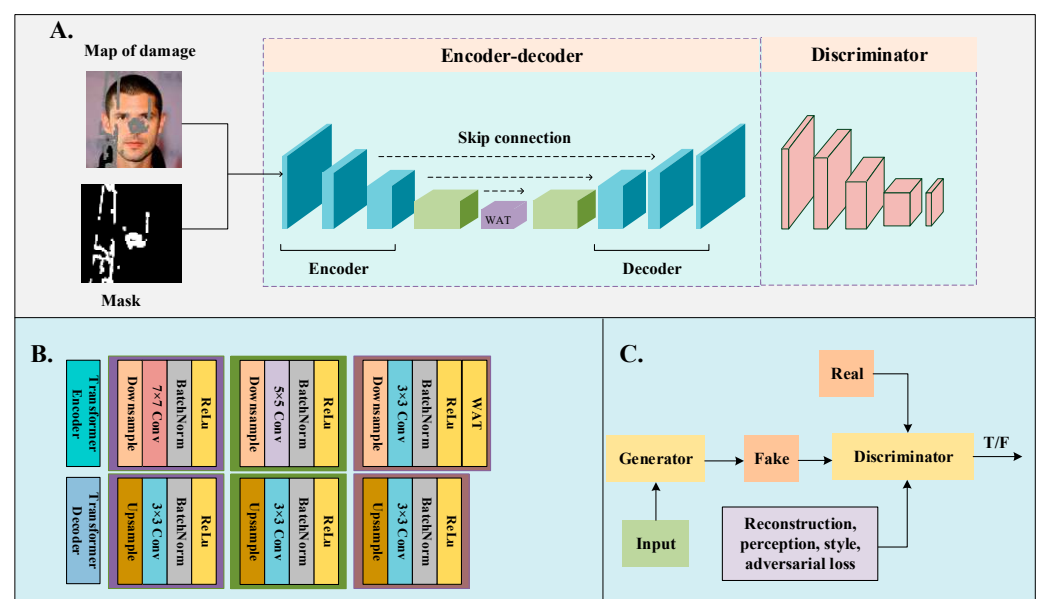 A.
Map of damage
Mask
Encoder-decoder
Discriminator
Skip connection
WAT
Encoder
Decoder
B.
Transformer
Encoder
Downsample
7×7 Conv
BatchNorm
ReLu
Downsample
5×5 Conv
BatchNorm
ReLu
Downsample
3×3 Conv
BatchNorm
ReLu
WAT
Transformer
Decoder
Upsample
3×3 Conv
BatchNorm
ReLu
Upsample
3×3 Conv
BatchNorm
ReLu
Upsample
3×3 Conv
BatchNorm
ReLu
C.
Real
Generator
Fake
Discriminator
T/F
Input
Reconstruction,
perception, style,
adversarial loss